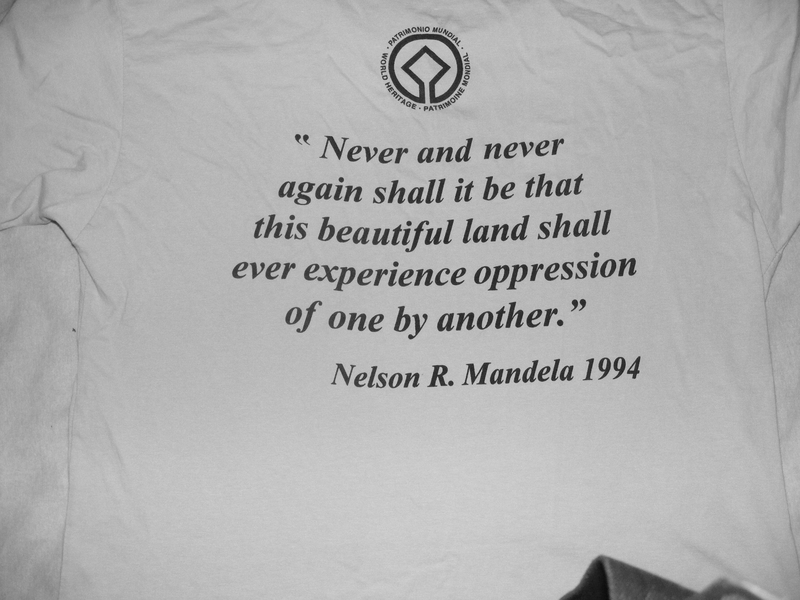 · PATRIMONIO MUNDIAL · WORLD HERITAGE · PATRIMOINE MONDIAL
“ Never and never
again shall it be that
this beautiful land shall
ever experience oppression
of one by another.”
Nelson R. Mandela 1994